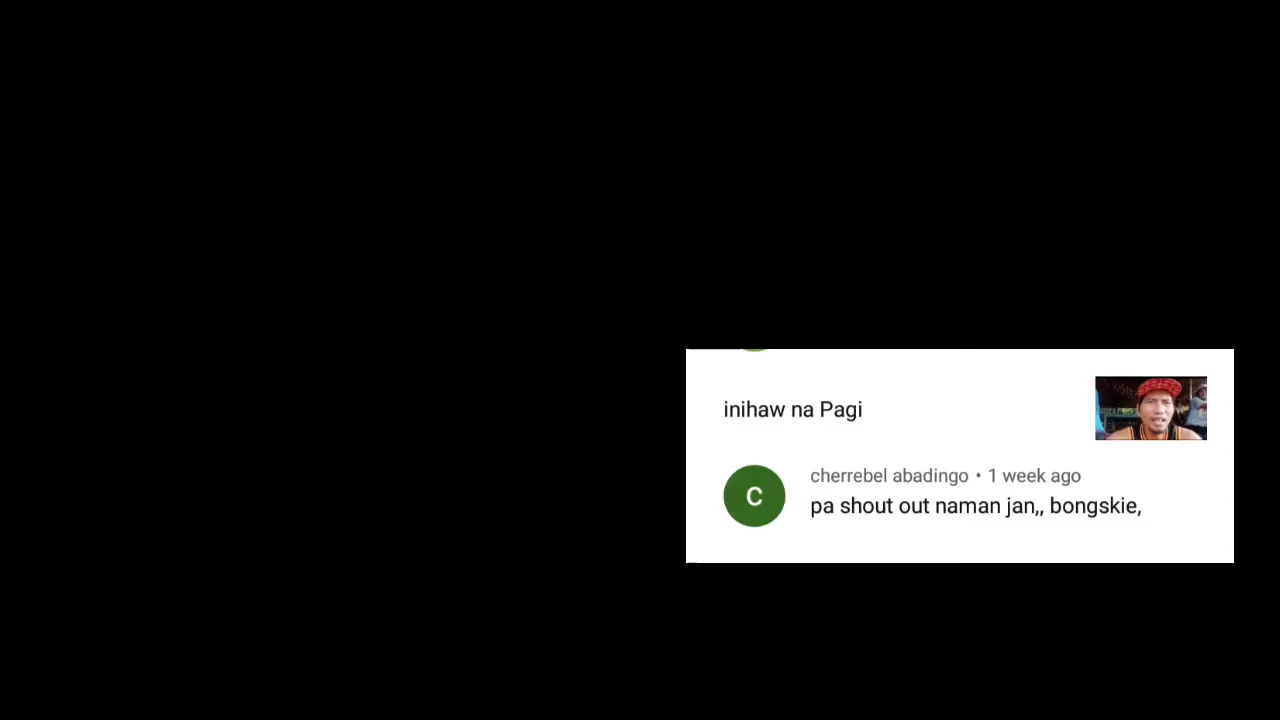 inihaw na Pagi
C
cherrebel abadingo • 1 week ago
pa shout out naman jan,, bongskie,